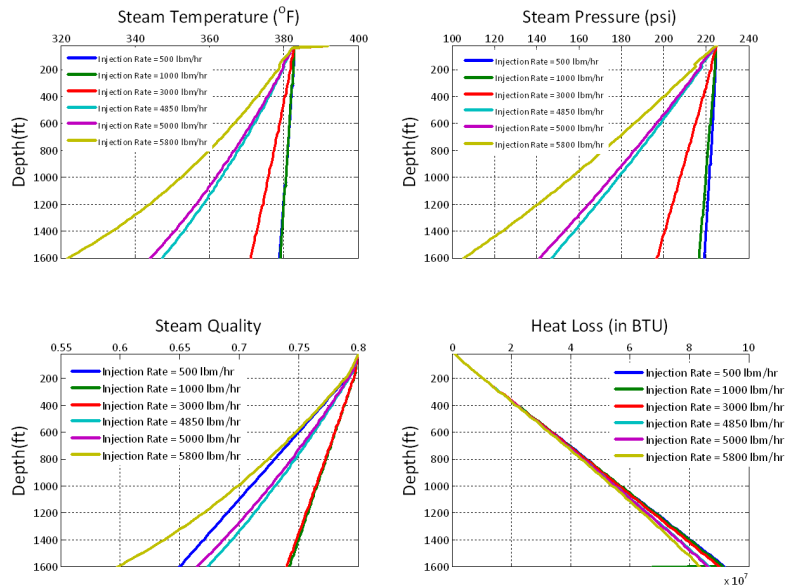 Steam Temperature (°F)
320 340 360 380 400
200
400
600
800
1000
1200
1400
1600
Depth(ft)
Injection Rate = 500 lbm/hr
Injection Rate = 1000 lbm/hr
Injection Rate = 3000 lbm/hr
Injection Rate = 4850 lbm/hr
Injection Rate = 5000 lbm/hr
Injection Rate = 5800 lbm/hr
Steam Pressure (psi)
100 120 140 160 180 200 220 240
200
400
600
800
1000
1200
1400
1600
Depth(ft)
Injection Rate = 500 lbm/hr
Injection Rate = 1000 lbm/hr
Injection Rate = 3000 lbm/hr
Injection Rate = 4850 lbm/hr
Injection Rate = 5000 lbm/hr
Injection Rate = 5800 lbm/hr
Steam Quality
0.55 0.6 0.65 0.7 0.75 0.8
200
400
600
800
1000
1200
1400
1600
Depth(ft)
Injection Rate = 500 lbm/hr
Injection Rate = 1000 lbm/hr
Injection Rate = 3000 lbm/hr
Injection Rate = 4850 lbm/hr
Injection Rate = 5000 lbm/hr
Injection Rate = 5800 lbm/hr
Heat Loss (in BTU)
0 2 4 6 8 10
200
400
600
800
1000
1200
1400
1600
Depth(ft)
Injection Rate = 500 lbm/hr
Injection Rate = 1000 lbm/hr
Injection Rate = 3000 lbm/hr
Injection Rate = 4850 lbm/hr
Injection Rate = 5000 lbm/hr
Injection Rate = 5800 lbm/hr
x 10⁷